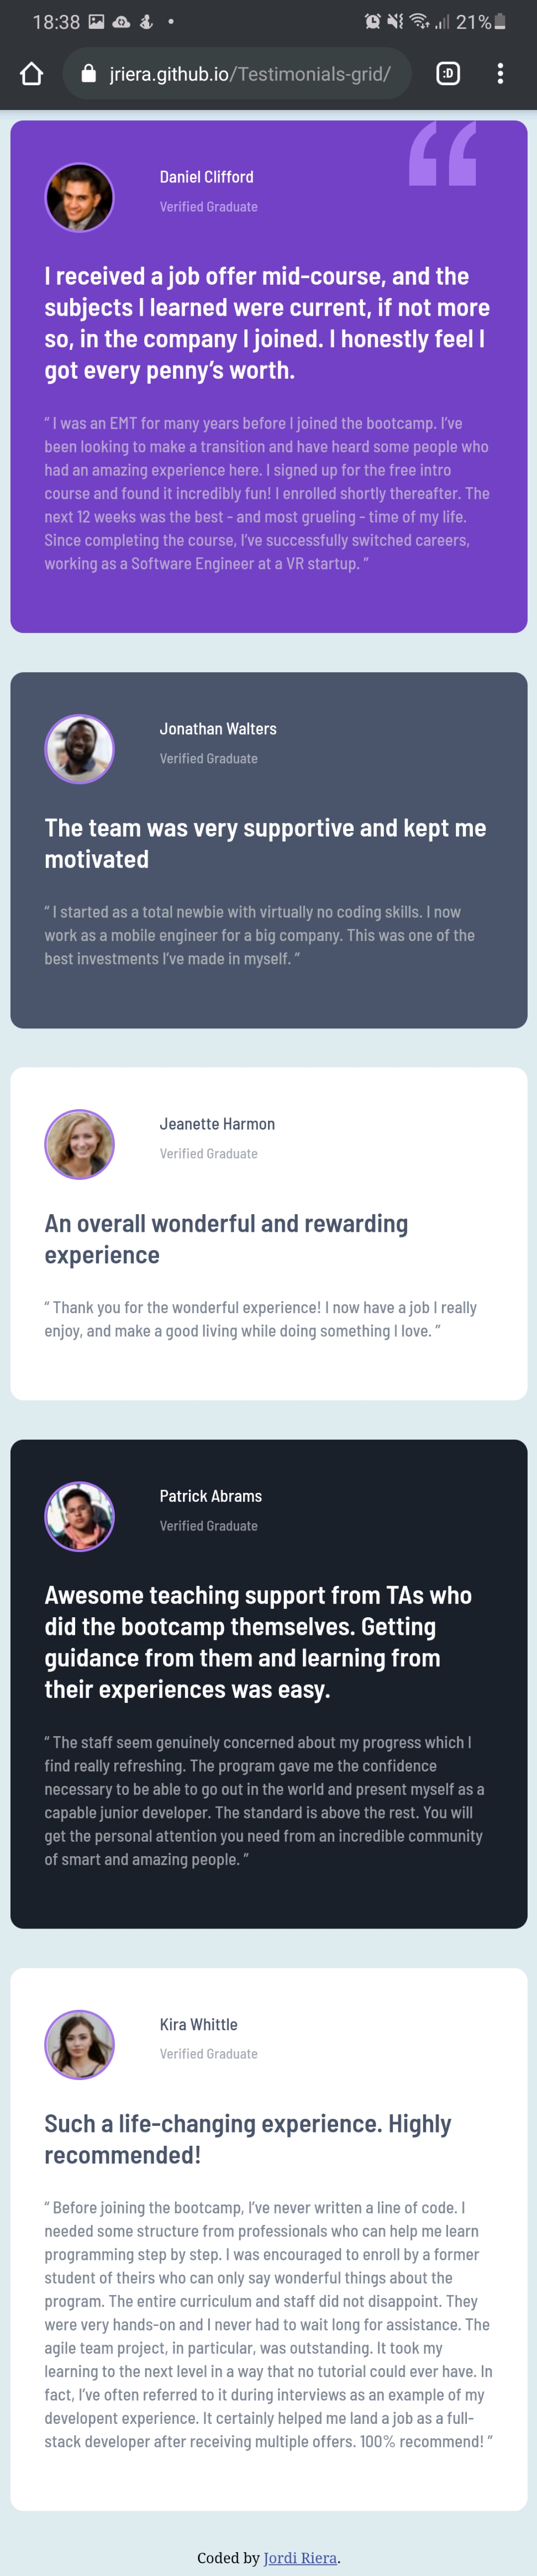 18:38
21%
jriera.github.io/Testimonials-grid/
:D
“
Daniel Clifford
Verified Graduate
I received a job offer mid-course, and the
subjects I learned were current, if not more
so, in the company I joined. I honestly feel I
got every penny’s worth.
“ I was an EMT for many years before I joined the bootcamp. I’ve
been looking to make a transition and have heard some people who
had an amazing experience here. I signed up for the free intro
course and found it incredibly fun! I enrolled shortly thereafter. The
next 12 weeks was the best - and most grueling - time of my life.
Since completing the course, I’ve successfully switched careers,
working as a Software Engineer at a VR startup. ”
Jonathan Walters
Verified Graduate
The team was very supportive and kept me
motivated
“ I started as a total newbie with virtually no coding skills. I now
work as a mobile engineer for a big company. This was one of the
best investments I’ve made in myself. “
Jeanette Harmon
Verified Graduate
An overall wonderful and rewarding
experience
“ Thank you for the wonderful experience! I now have a job I really
enjoy, and make a good living while doing something I love. ”
Patrick Abrams
Verified Graduate
Awesome teaching support from TAs who
did the bootcamp themselves. Getting
guidance from them and learning from
their experiences was easy.
“ The staff seem genuinely concerned about my progress which I
find really refreshing. The program gave me the confidence
necessary to be able to go out in the world and present myself as a
capable junior developer. The standard is above the rest. You will
get the personal attention you need from an incredible community
of smart and amazing people. ”
Kira Whittle
Verified Graduate
Such a life-changing experience. Highly
recommended!
“ Before joining the bootcamp, I’ve never written a line of code. I
needed some structure from professionals who can help me learn
programming step by step. I was encouraged to enroll by a former
student of theirs who can only say wonderful things about the
program. The entire curriculum and staff did not disappoint. They
were very hands-on and I never had to wait long for assistance. The
agile team project, in particular, was outstanding. It took my
learning to the next level in a way that no tutorial could ever have. In
fact, I’ve often referred to it during interviews as an example of my
developent experience. It certainly helped me land a job as a full-
stack developer after receiving multiple offers. 100% recommend! ”
Coded by Jordi Riera.